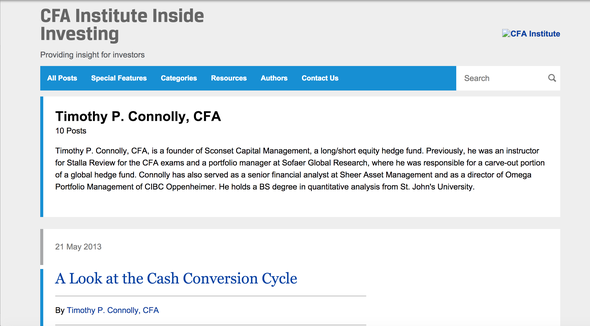 CFA Institute Inside
Investing
Providing insight for investors
CFA Institute
All Posts Special Features Categories Resources Authors Contact Us Search
Timothy P. Connolly, CFA
10 Posts
Timothy P. Connolly, CFA, is a founder of Sconset Capital Management, a long/short equity hedge fund. Previously, he was an instructor
for Stalla Review for the CFA exams and a portfolio manager at Sofaer Global Research, where he was responsible for a carve-out portion
of a global hedge fund. Connolly has also served as a senior financial analyst at Sheer Asset Management and as a director of Omega
Portfolio Management of CIBC Oppenheimer. He holds a BS degree in quantitative analysis from St. John's University.
21 May 2013
A Look at the Cash Conversion Cycle
By Timothy P. Connolly, CFA